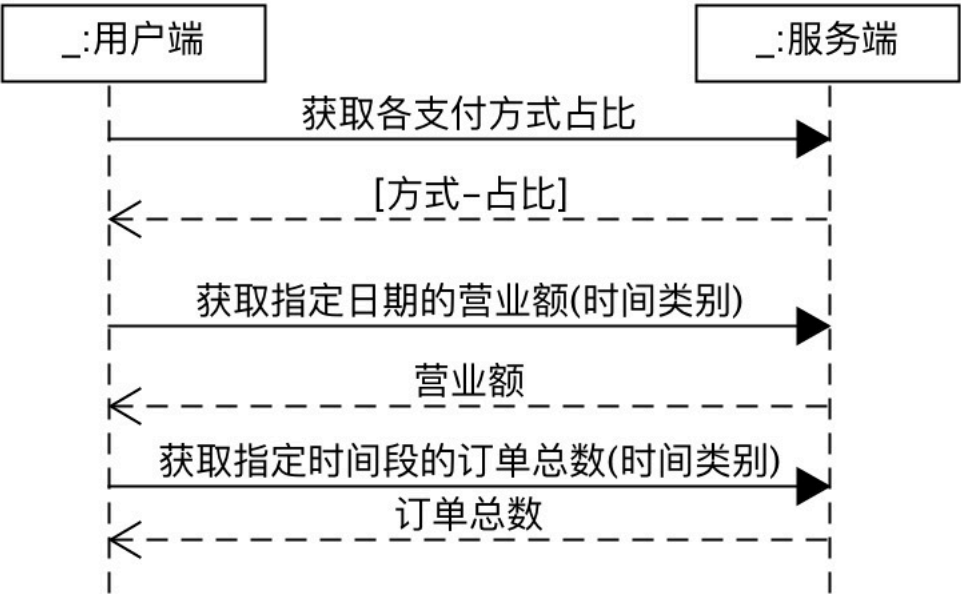 _:用户端
_:服务端
获取各支付方式占比
[方式-占比]
获取指定日期的营业额(时间类别)
营业额
获取指定时间段的订单总数(时间类别)
订单总数